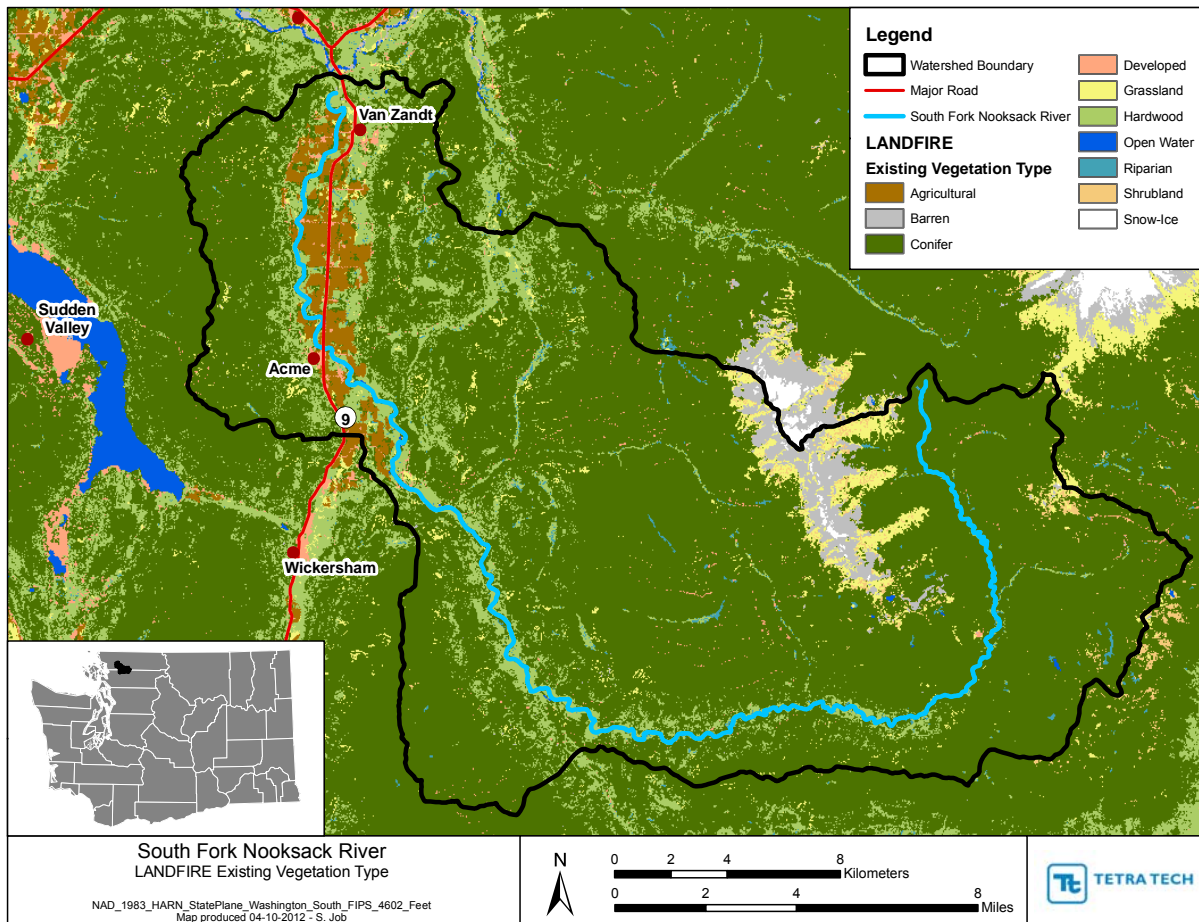 Legend
Watershed Boundary
Major Road
South Fork Nooksack River
LANDFIRE
Existing Vegetation Type
Agricultural
Barren
Conifer
Developed
Grassland
Hardwood
Open Water
Riparian
Shrubland
Snow-Ice
Van Zandt
Sudden
Valley
Acme
9
Wickersham
South Fork Nooksack River
LANDFIRE Existing Vegetation Type
NAD_1983_HARN_StatePlane_Washington_South_FIPS_4602_Feet
Map produced 04-10-2012 - S. Job
N
0 2 4 8
Kilometers
0 2 4 8
Miles
Tt TETRA TECH